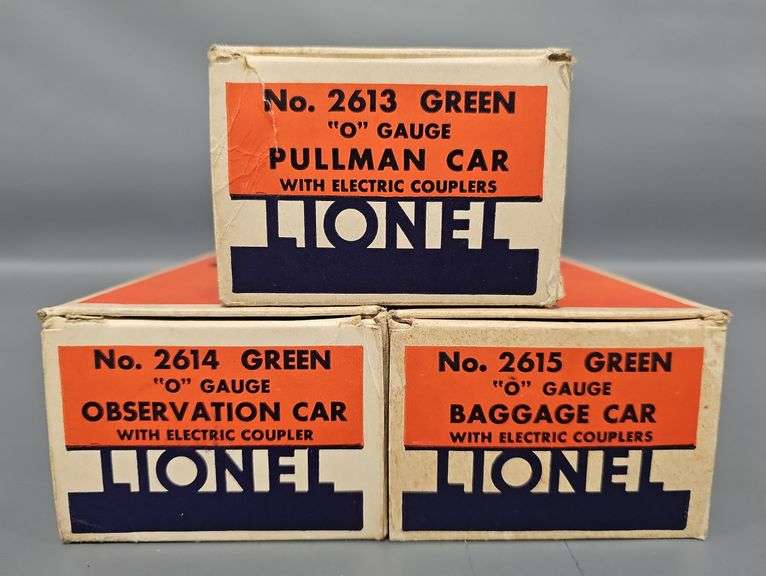 No. 2613 GREEN
"O" GAUGE
PULLMAN CAR
WITH ELECTRIC COUPLERS
LIONEL
No. 2614 GREEN
"O" GAUGE
OBSERVATION CAR
WITH ELECTRIC COUPLER
LIONEL
No. 2615 GREEN
"O" GAUGE
BAGGAGE CAR
WITH ELECTRIC COUPLERS
LIONEL